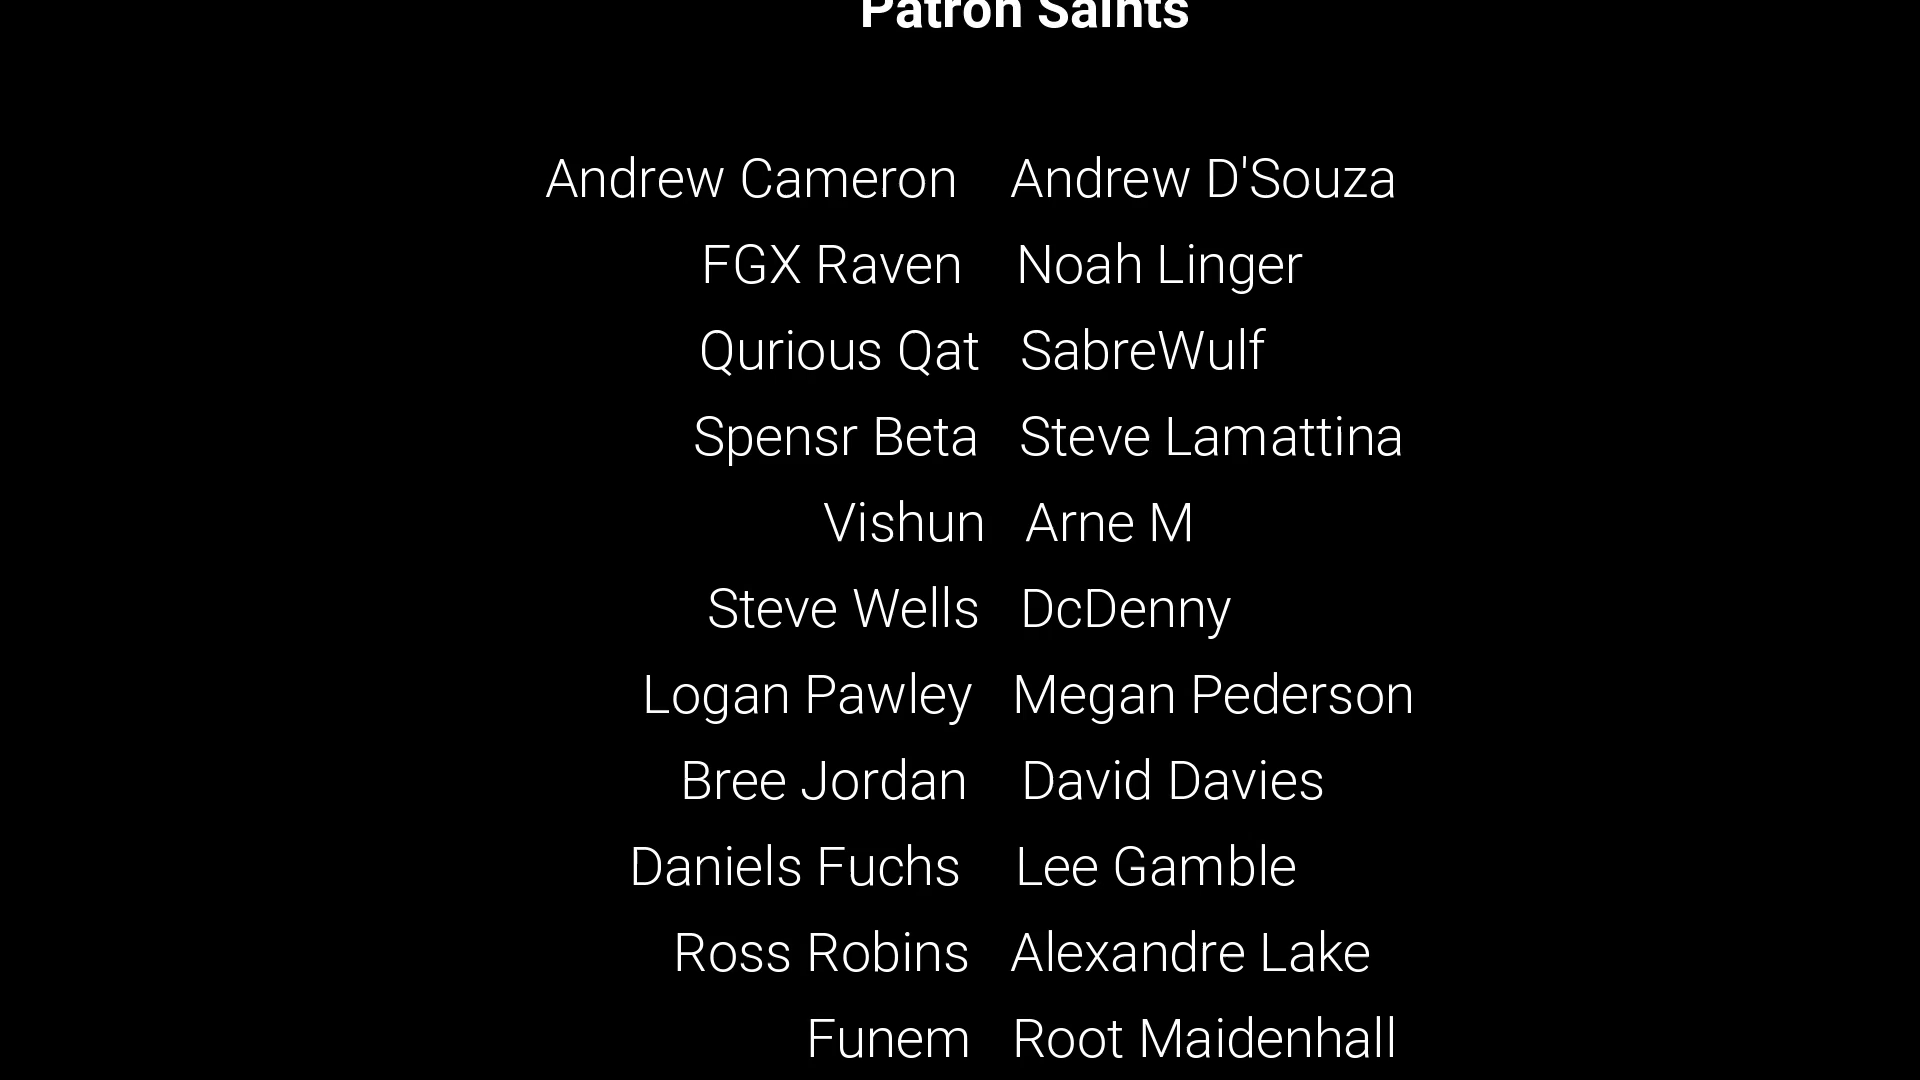 Patron Saints
Andrew Cameron Andrew D'Souza
FGX Raven Noah Linger
Qurious Qat SabreWulf
Spensr Beta Steve Lamattina
Vishun Arne M
Steve Wells DcDenny
Logan Pawley Megan Pederson
Bree Jordan David Davies
Daniels Fuchs Lee Gamble
Ross Robins Alexandre Lake
Funem Root Maidenhall